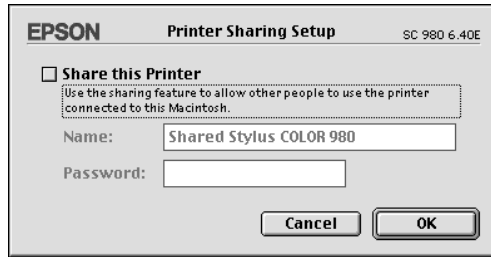 EPSON Printer Sharing Setup SC 980 6.40E
Share this Printer
Use the sharing feature to allow other people to use the printer
connected to this Macintosh.
Name: Shared Stylus COLOR 980
Password:
Cancel OK